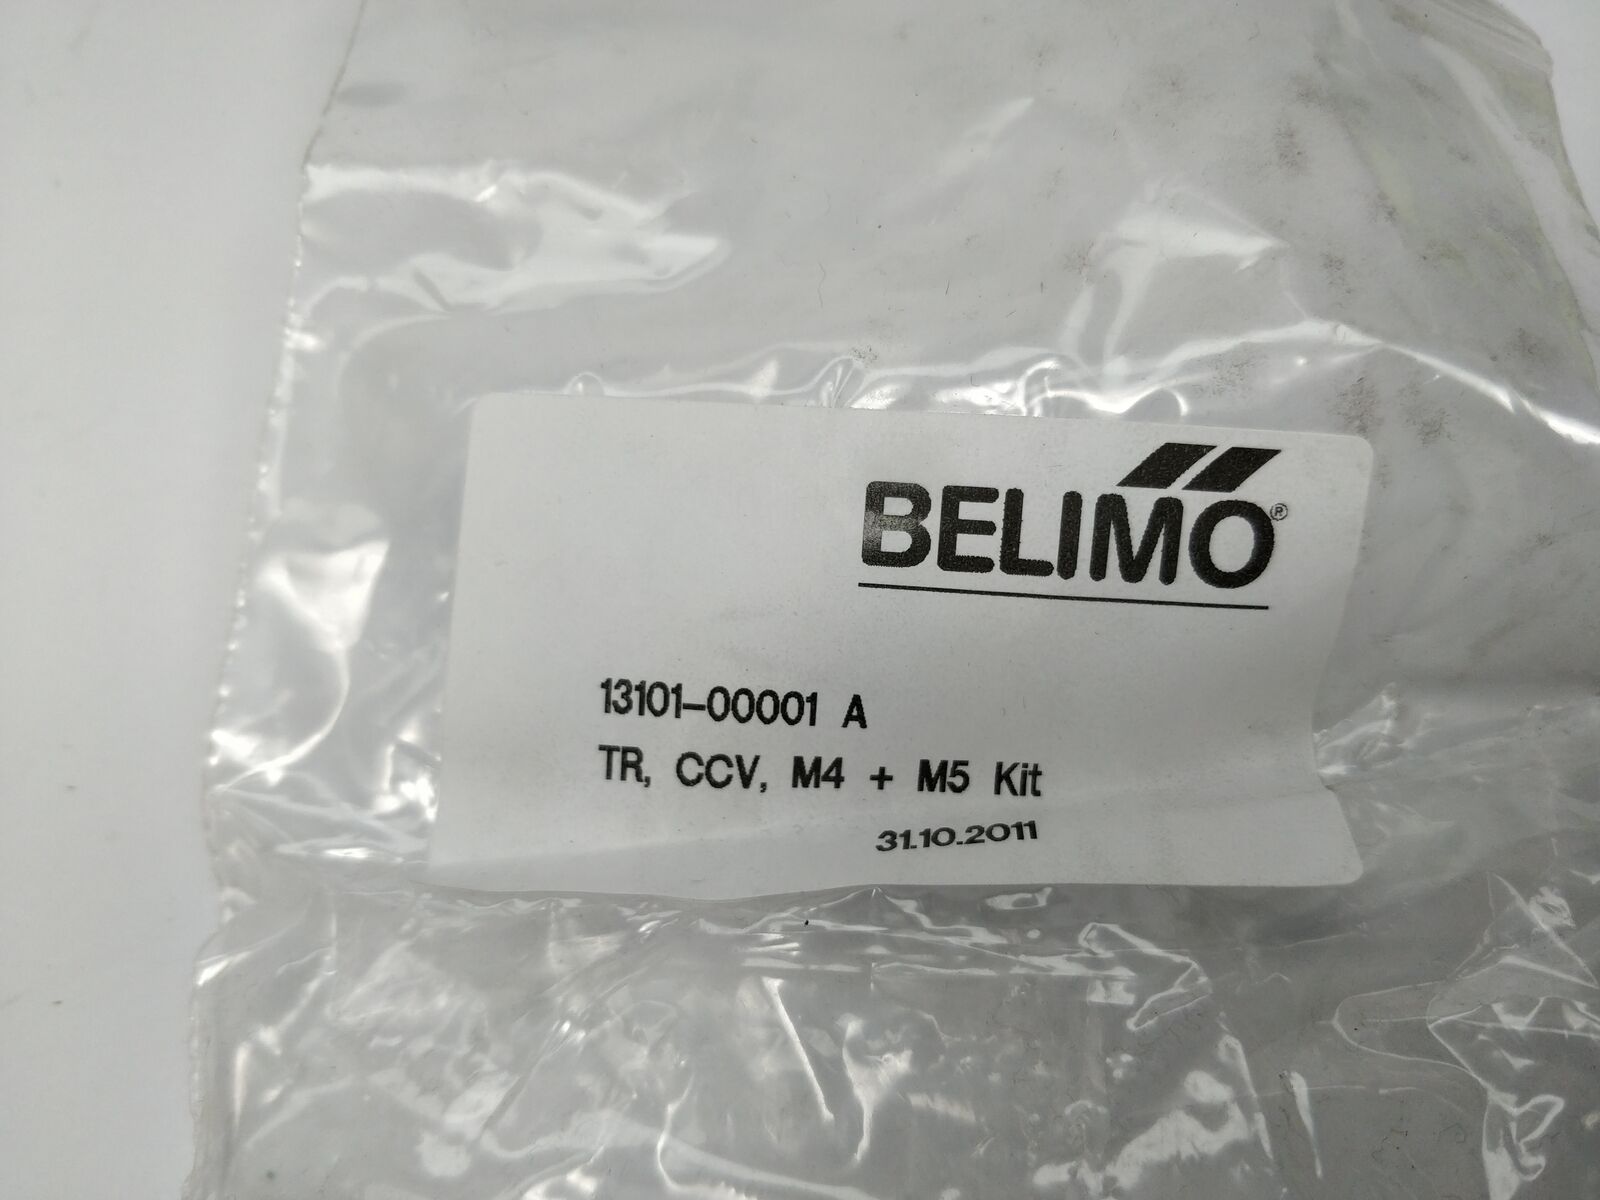 BELIMO®
13101-00001 A
TR, CCV, M4 + M5 Kit
31.10.2011